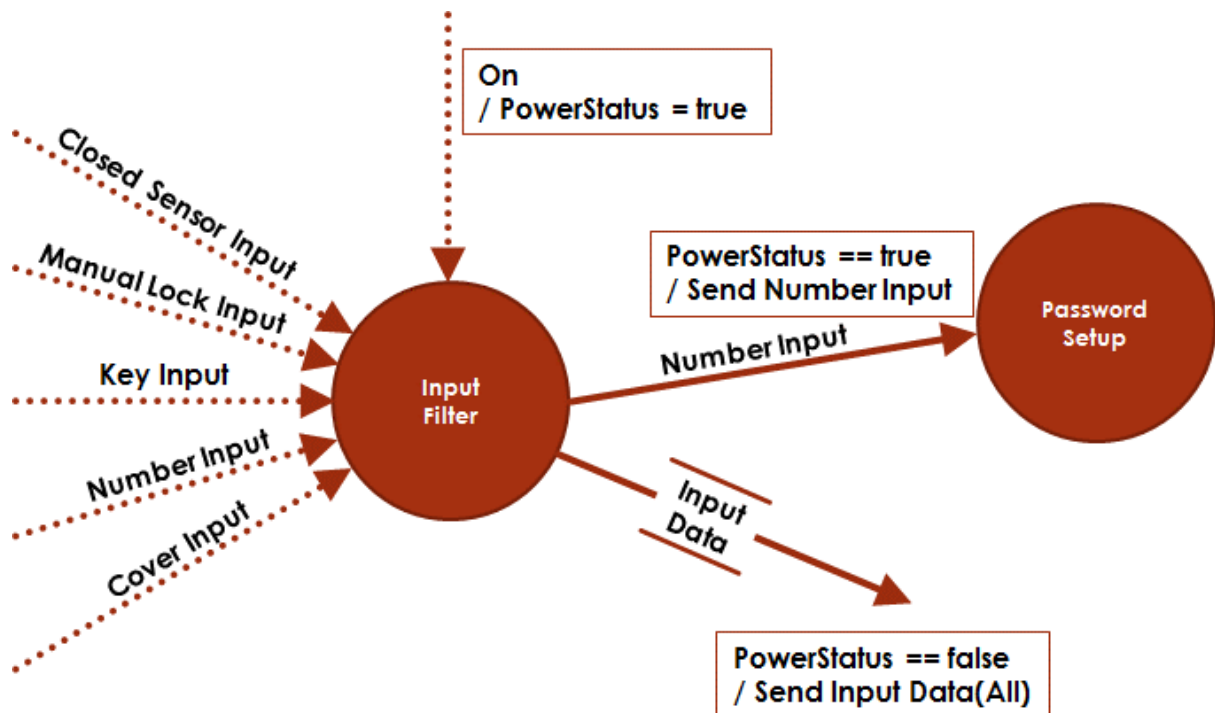 On
/ PowerStatus = true
Closed Sensor Input
Manual Lock Input
Key Input
Number Input
Cover Input
Input
Filter
PowerStatus == true
/ Send Number Input
Number Input
Password
Setup
Input
Data
PowerStatus == false
/ Send Input Data(All)